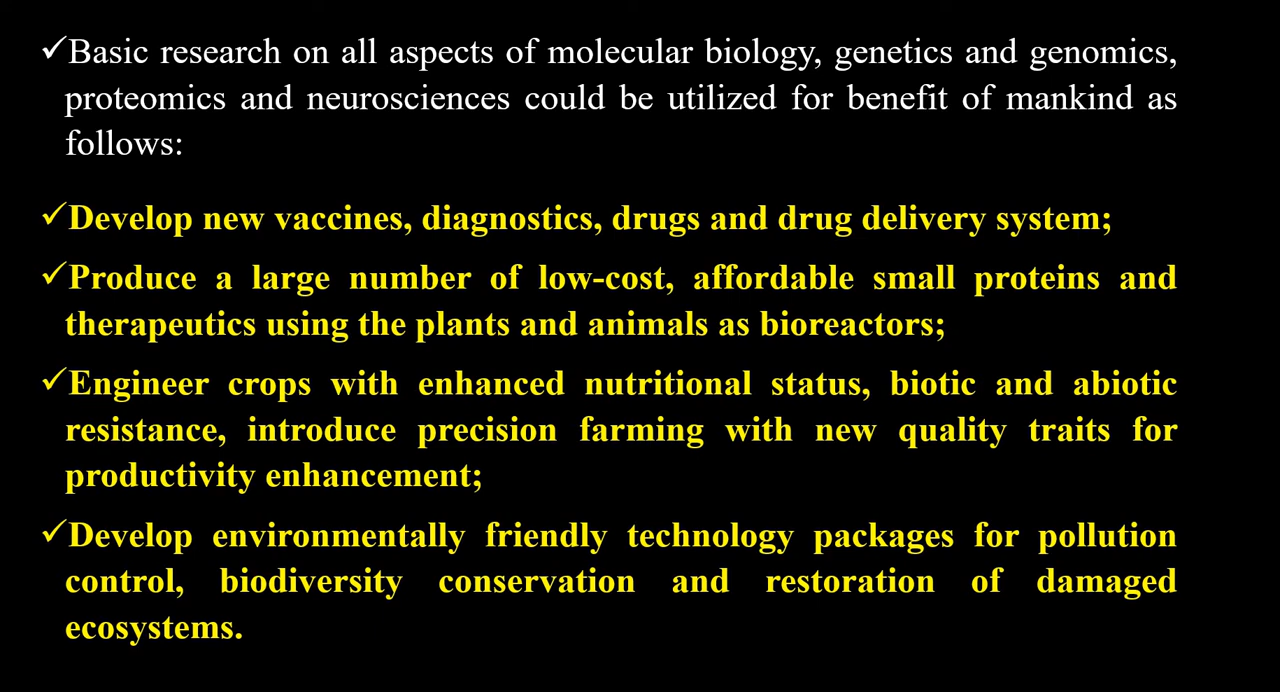 ✓Basic research on all aspects of molecular biology, genetics and genomics,
proteomics and neurosciences could be utilized for benefit of mankind as
follows:
✓Develop new vaccines, diagnostics, drugs and drug delivery system;
✓Produce a large number of low-cost, affordable small proteins and
therapeutics using the plants and animals as bioreactors;
✓Engineer crops with enhanced nutritional status, biotic and abiotic
resistance, introduce precision farming with new quality traits for
productivity enhancement;
✓Develop environmentally friendly technology packages for pollution
control, biodiversity conservation and restoration of damaged
ecosystems.